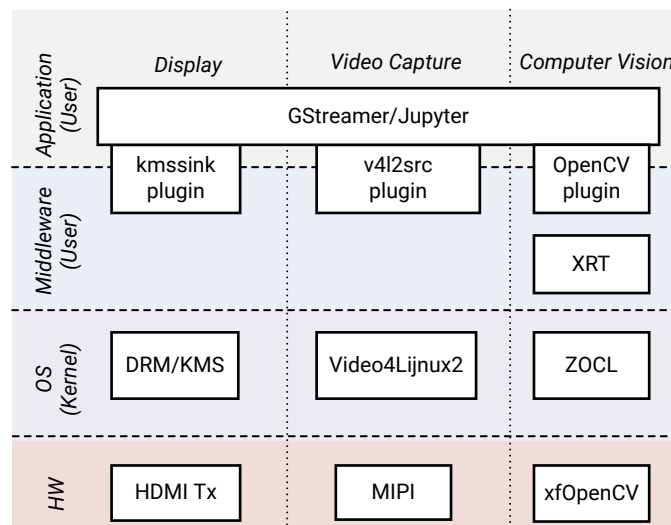 Display
Video Capture
Computer Vision
Application
(User)
GStreamer/Jupyter
kmssink
plugin
v4l2src
plugin
OpenCV
plugin
Middleware
(User)
XRT
OS
(Kernel)
DRM/KMS
Video4Lijnux2
ZOCL
HW
HDMI Tx
MIPI
xfOpenCV